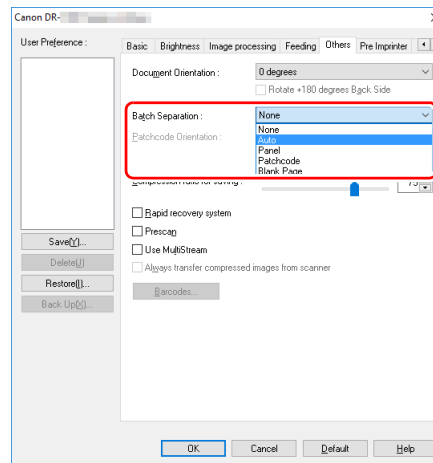 Canon DR-
User Preference :
Basic Brightness Image processing Feeding Others Pre Imprinter
Document Orientation : 0 degrees
Rotate +180 degrees Back Side
Batch Separation : None
Patchcode Orientation :
None
Auto
Panel
Patchcode
Blank Page
Compression ratio for saving : 75
Rapid recovery system
Prescan
Use MultiStream
Always transfer compressed images from scanner
Barcodes...
Save[Y]...
Delete[J]
Restore[I]...
Back Up[X]...
OK Cancel Default Help